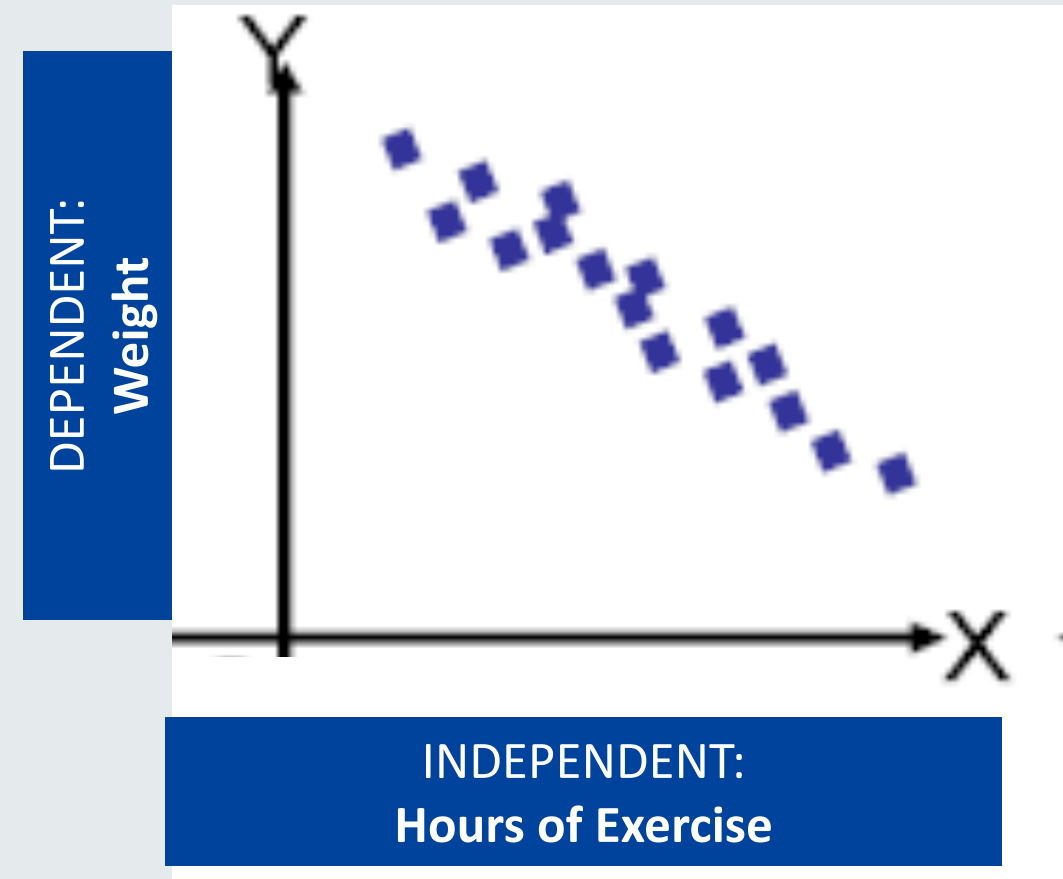 Y
DEPENDENT:
Weight
X
INDEPENDENT:
Hours of Exercise